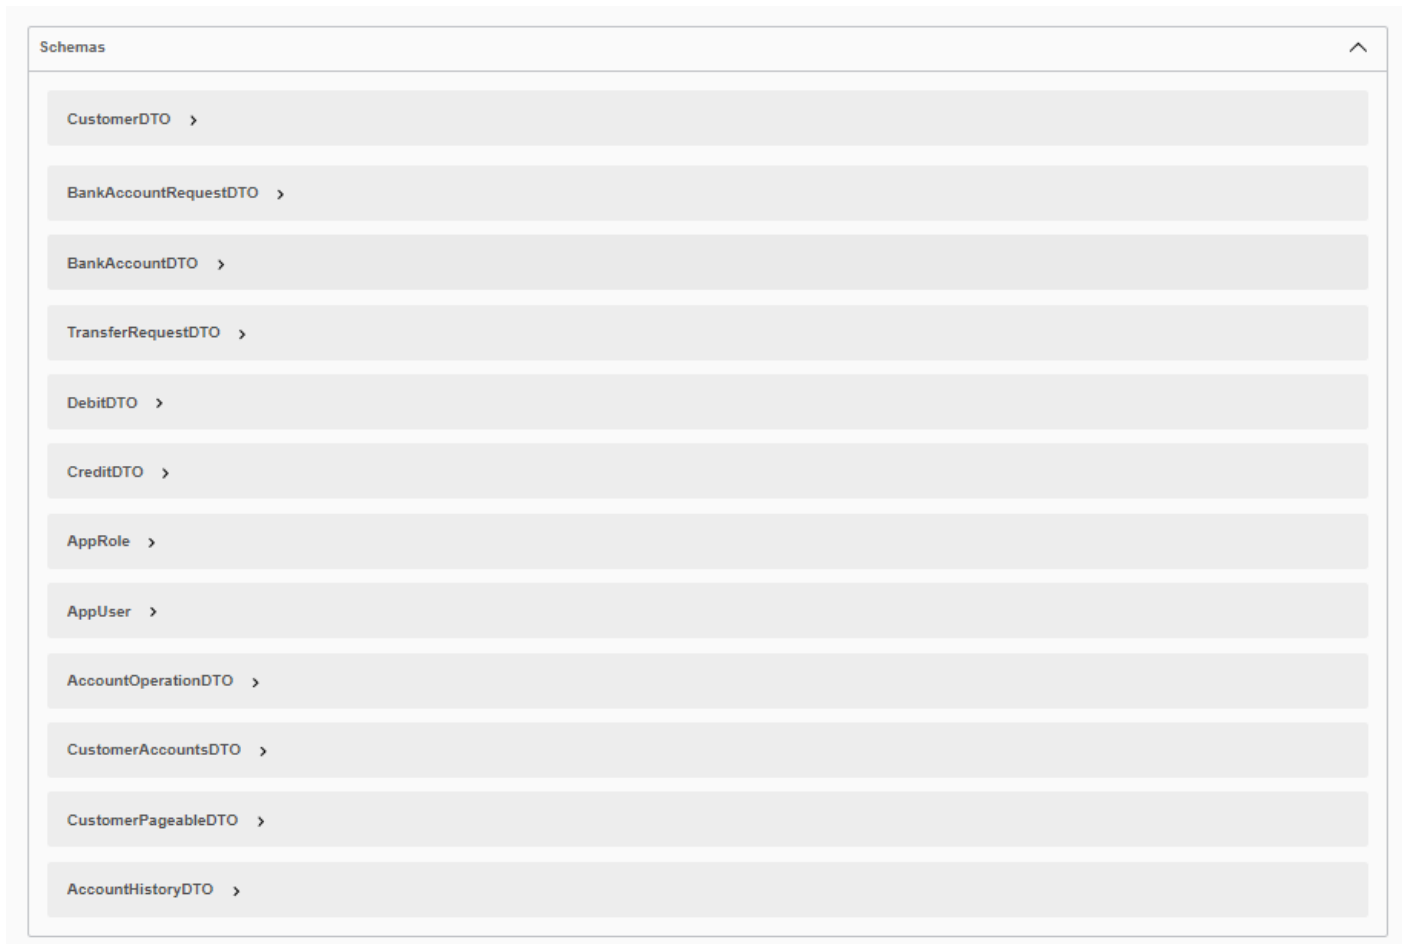 Schemas
CustomerDTO
BankAccountRequestDTO
BankAccountDTO
TransferRequestDTO
DebitDTO
CreditDTO
AppRole
AppUser
AccountOperationDTO
CustomerAccountsDTO
CustomerPageableDTO
AccountHistoryDTO